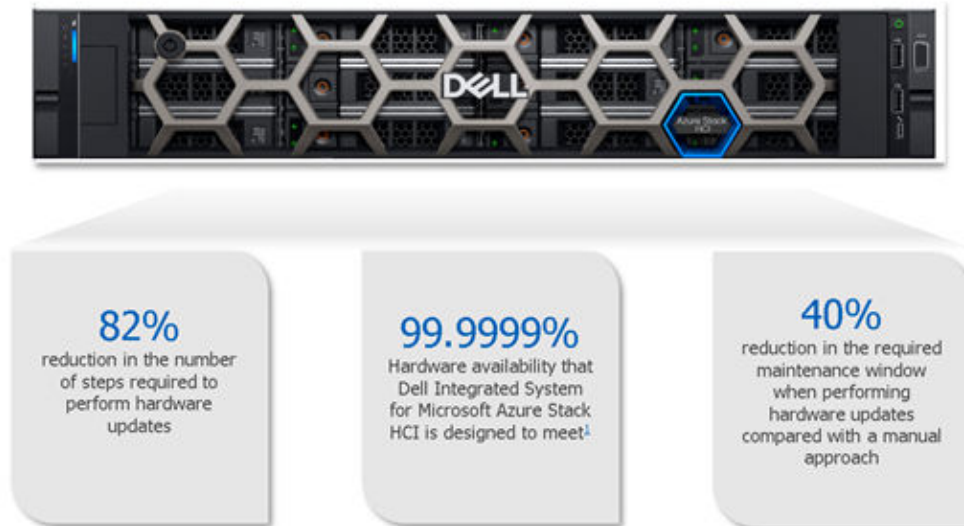 DELL
Azure Stack
HCI
82%
reduction in the number
of steps required to
perform hardware
updates
99.9999%
Hardware availability that
Dell Integrated System
for Microsoft Azure Stack
HCI is designed to meet1
40%
reduction in the required
maintenance window
when performing
hardware updates
compared with a manual
approach